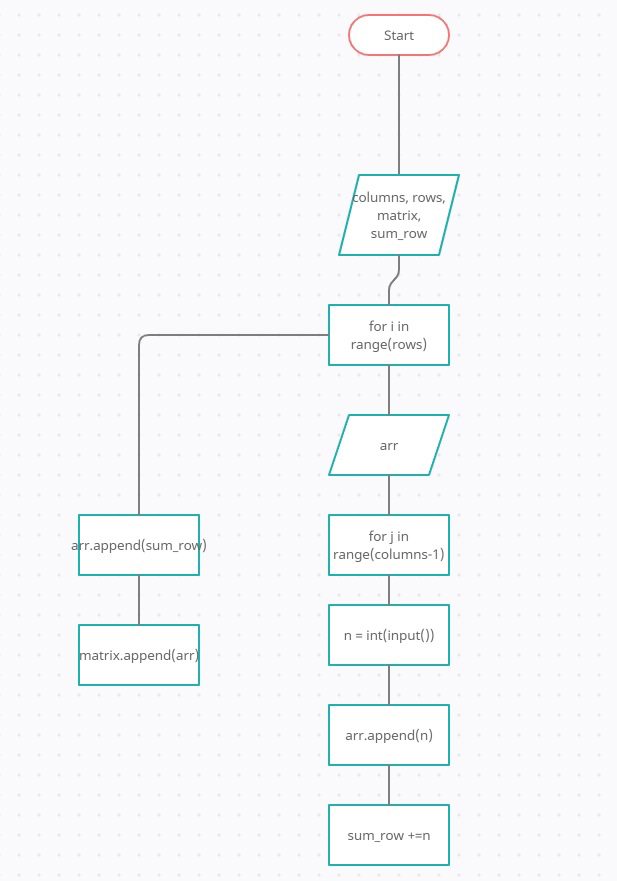 Start
columns, rows,
matrix,
sum_row
for i in
range(rows)
arr
arr.append(sum_row)
for j in
range(columns-1)
n = int(input())
matrix.append(arr)
arr.append(n)
sum_row +=n